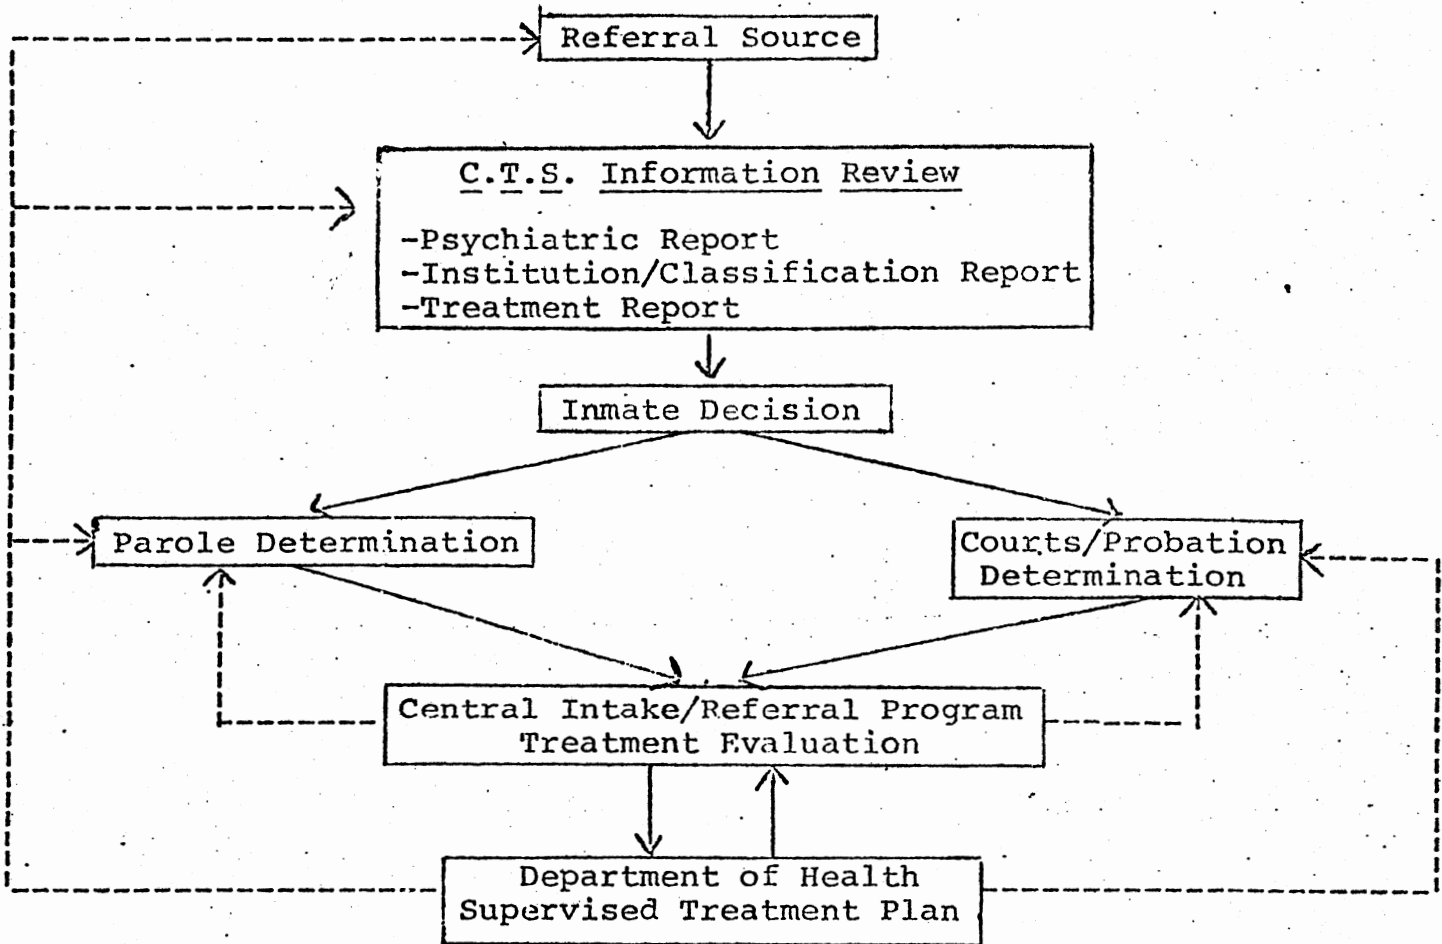 Referral Source
C.T.S. Information Review
-Psychiatric Report
-Institution/Classification Report
-Treatment Report
Inmate Decision
Parole Determination
Courts/Probation
Determination
Central Intake/Referral Program
Treatment Evaluation
Department of Health
Supervised Treatment Plan